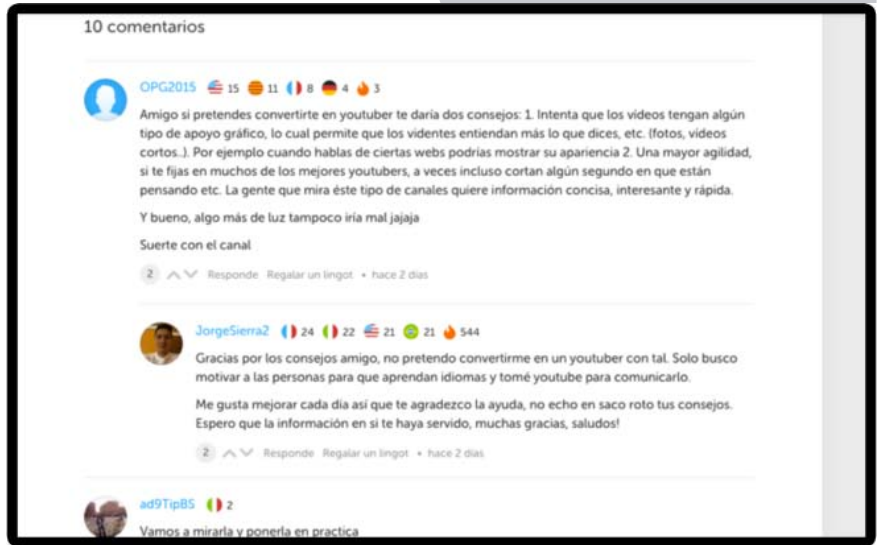 10 comentarios
OPG2015 15 11 8 4 3
Amigo si pretendes convertirte en youtuber te daría dos consejos: 1. Intenta que los vídeos tengan algún
tipo de apoyo gráfico, lo cual permite que los videntes entiendan más lo que dices, etc. (fotos, vídeos
cortos..). Por ejemplo cuando hablas de ciertas webs podrías mostrar su apariencia 2. Una mayor agilidad,
si te fijas en muchos de los mejores youtubers, a veces incluso cortan algún segundo en que están
pensando etc. La gente que mira éste tipo de canales quiere información concisa, interesante y rápida.
Y bueno, algo más de luz tampoco iría mal jajaja
Suerte con el canal
2 Responde Regalar un lingot • hace 2 días
JorgeSierra2 24 22 21 21 544
Gracias por los consejos amigo, no pretendo convertirme en un youtuber con tal. Solo busco
motivar a las personas para que aprendan idiomas y tomé youtube para comunicarlo.
Me gusta mejorar cada día así que te agradezco la ayuda, no echo en saco roto tus consejos.
Espero que la información en si te haya servido, muchas gracias, saludos!
2 Responde Regalar un lingot • hace 2 días
ad9TipBS 2
Vamos a mirarla y ponerla en practica